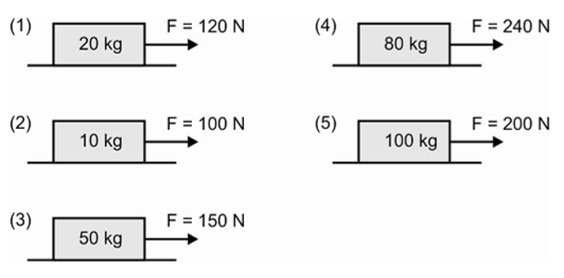 (1) 20 kg F = 120 N
(2) 10 kg F = 100 N
(3) 50 kg F = 150 N
(4) 80 kg F = 240 N
(5) 100 kg F = 200 N